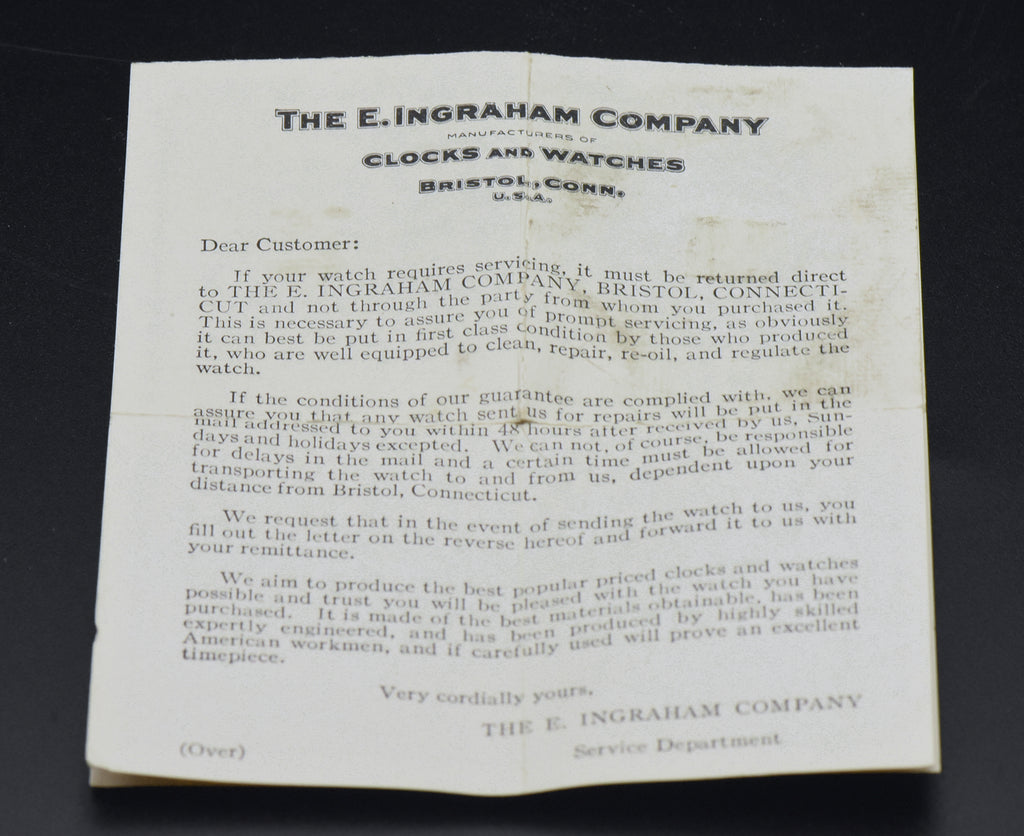 THE E. INGRAHAM COMPANY
MANUFACTURERS OF
CLOCKS AND WATCHES
BRISTOL, CONN.
U.S.A.
Dear Customer:
If your watch requires servicing, it must be returned direct
to THE E. INGRAHAM COMPANY, BRISTOL, CONNECTI-
CUT and not through the party from whom you purchased it.
This is necessary to assure you of prompt servicing, as obviously
it can best be put in first class condition by those who produced
it, who are well equipped to clean, repair, re-oil, and regulate the
watch.
If the conditions of our guarantee are complied with, we can
assure you that any watch sent us for repairs will be put in the
mail addressed to you within 48 hours after received by us, Sun-
days and holidays excepted. We can not, of course, be responsible
for delays in the mail and a certain time must be allowed for
transporting the watch to and from us, dependent upon your
distance from Bristol, Connecticut.
We request that in the event of sending the watch to us, you
fill out the letter on the reverse hereof and forward it to us with
your remittance.
We aim to produce the best popular priced clocks and watches
possible and trust you will be pleased with the watch you have
purchased. It is made of the best materials obtainable, has been
expertly engineered, and has been produced by highly skilled
American workmen, and if carefully used will prove an excellent
timepiece.
Very cordially yours,
THE E. INGRAHAM COMPANY
Service Department
(Over)